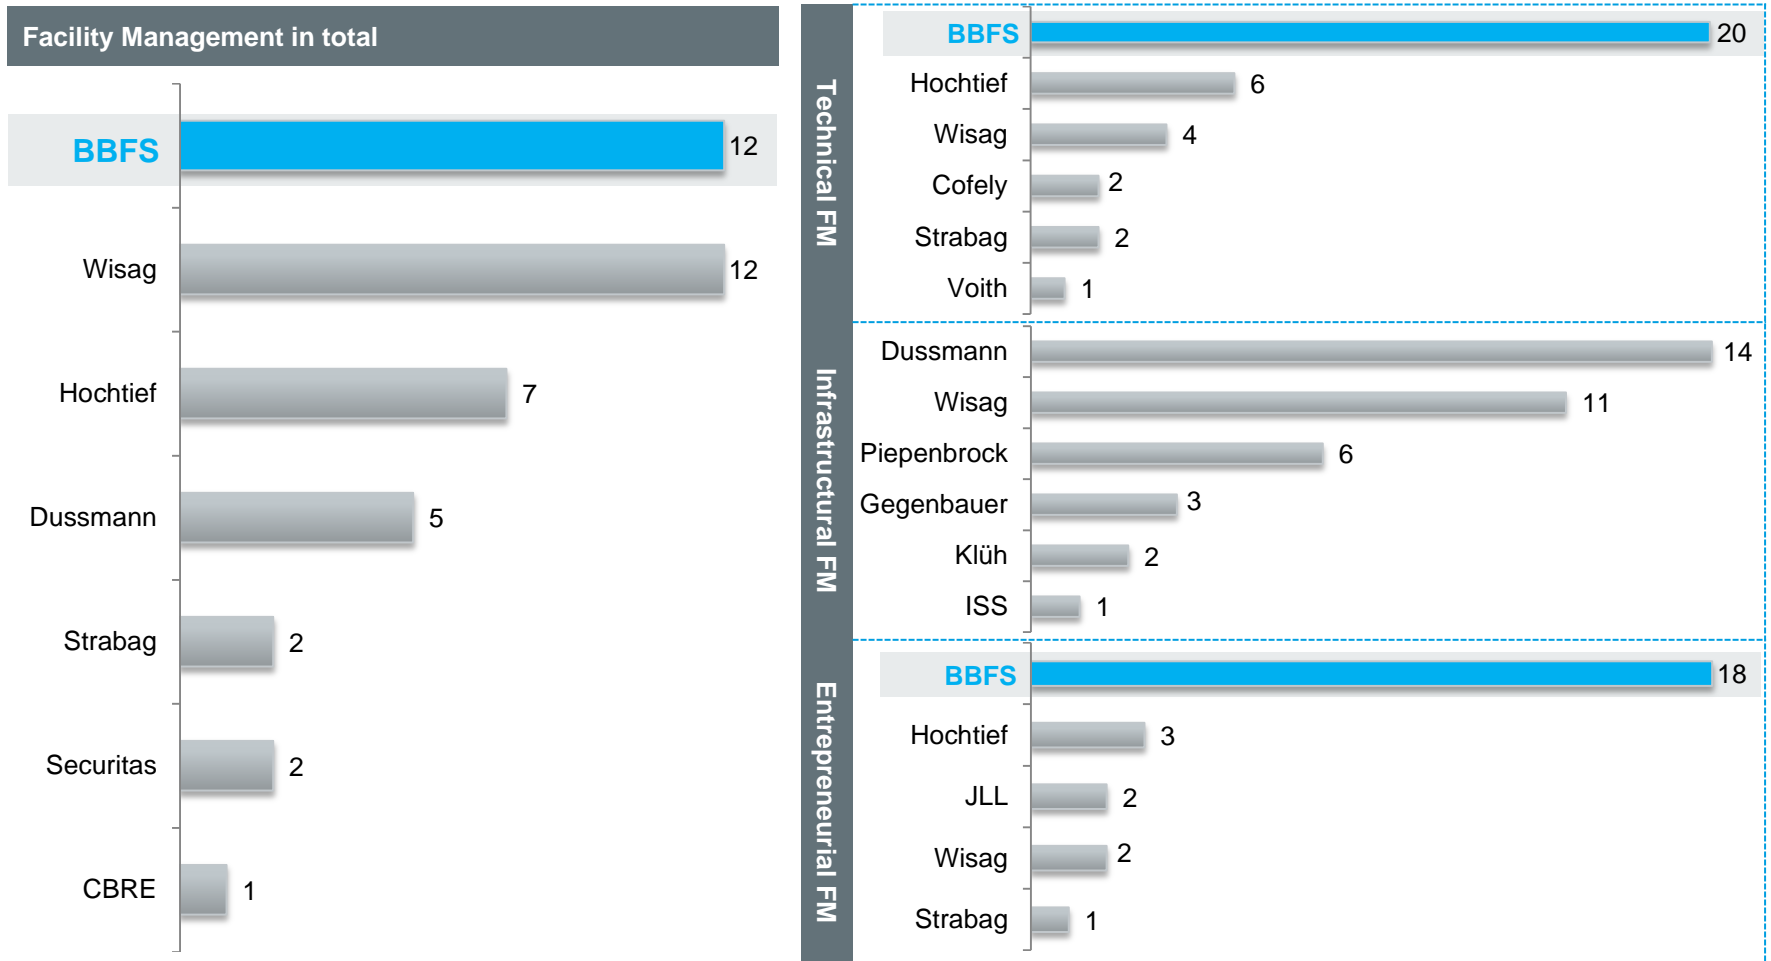 Facility Management in total
BBFS 12
Wisag 12
Hochtief 7
Dussmann 5
Strabag 2
Securitas 2
CBRE 1
Technical FM
BBFS 20
Hochtief 6
Wisag 4
Cofely 2
Strabag 2
Voith 1
Infrastructural FM
Dussmann 14
Wisag 11
Piepenbrock 6
Gegenbauer 3
Klüh 2
ISS 1
Entrepreneurial FM
BBFS 18
Hochtief 3
JLL 2
Wisag 2
Strabag 1